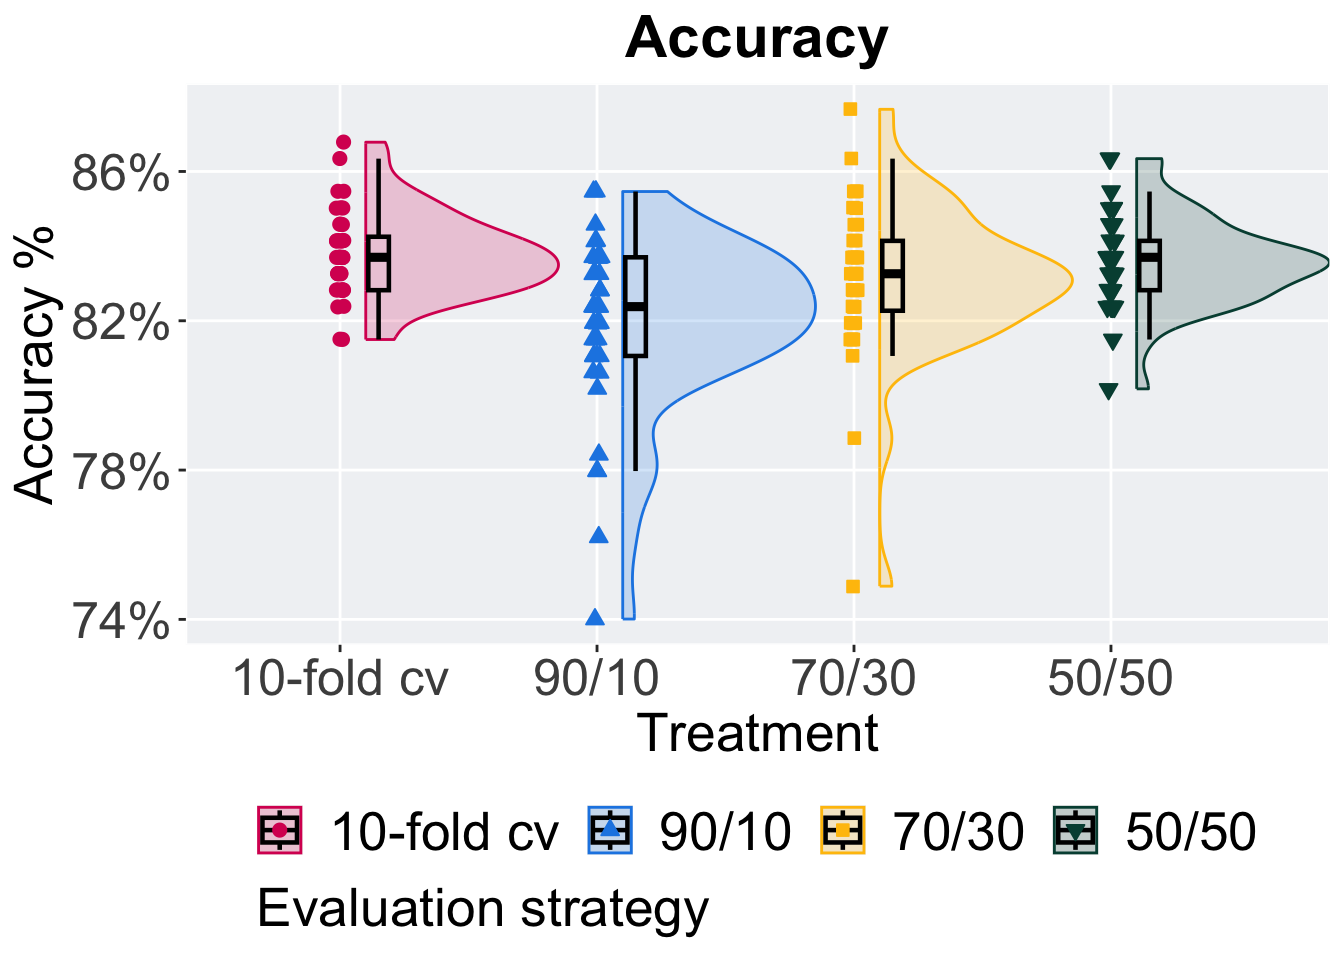 Accuracy
Accuracy %
86%
82%
78%
74%
10-fold cv 90/10 70/30 50/50
Treatment
10-fold cv 90/10 70/30 50/50
Evaluation strategy